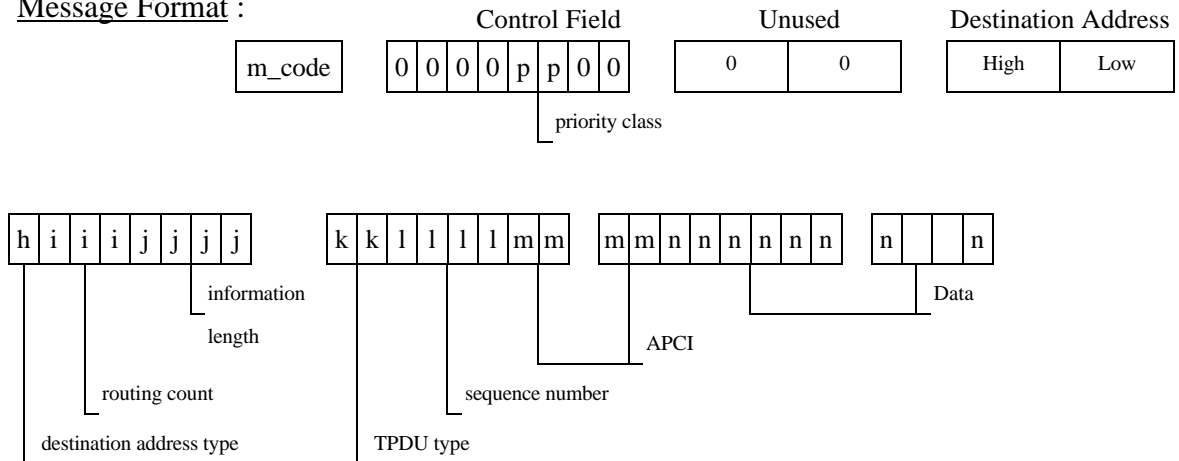 Message Format :
Control Field Unused Destination Address
m_code 0 0 0 0 p p 0 0 0 0 High Low
priority class
h i i i j j j j k k l l l l m m m m n n n n n n n n
information
length
Data
APCI
routing count
sequence number
destination address type
TPDU type